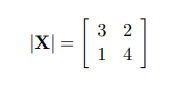 |X| = [ 3 2
1 4 ]